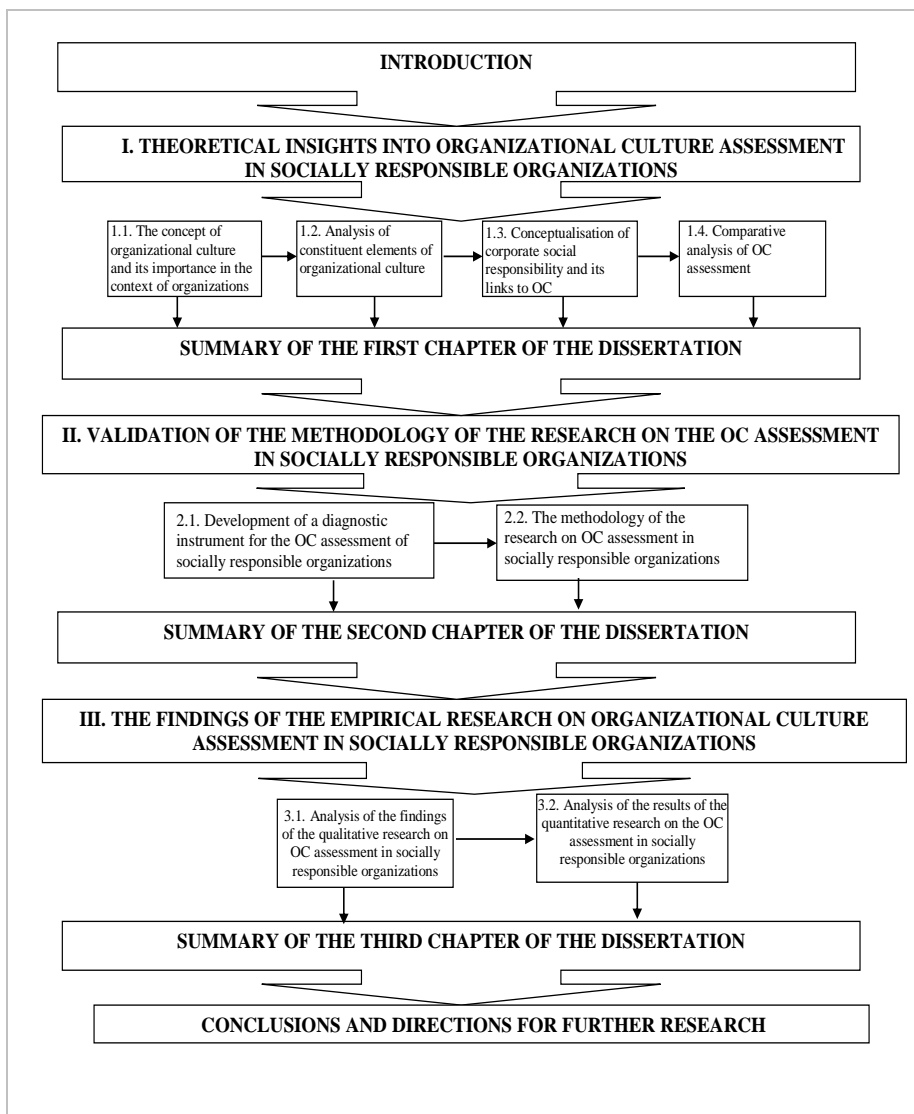 INTRODUCTION
I. THEORETICAL INSIGHTS INTO ORGANIZATIONAL CULTURE ASSESSMENT
IN SOCIALLY RESPONSIBLE ORGANIZATIONS
1.1. The concept of
organizational culture
and its importance in the
context of organizations
1.2. Analysis of
constituent elements of
organizational culture
1.3. Conceptualisation of
corporate social
responsibility and its
links to OC
1.4. Comparative
analysis of OC
assessment
SUMMARY OF THE FIRST CHAPTER OF THE DISSERTATION
II. VALIDATION OF THE METHODOLOGY OF THE RESEARCH ON THE OC ASSESSMENT
IN SOCIALLY RESPONSIBLE ORGANIZATIONS
2.1. Development of a diagnostic
instrument for the OC assessment of
socially responsible organizations
2.2. The methodology of the
research on OC assessment in
socially responsible organizations
SUMMARY OF THE SECOND CHAPTER OF THE DISSERTATION
III. THE FINDINGS OF THE EMPIRICAL RESEARCH ON ORGANIZATIONAL CULTURE
ASSESSMENT IN SOCIALLY RESPONSIBLE ORGANIZATIONS
3.1. Analysis of the findings
of the qualitative research on
OC assessment in socially
responsible organizations
3.2. Analysis of the results of the
quantitative research on the OC
assessment in socially
responsible organizations
SUMMARY OF THE THIRD CHAPTER OF THE DISSERTATION
CONCLUSIONS AND DIRECTIONS FOR FURTHER RESEARCH